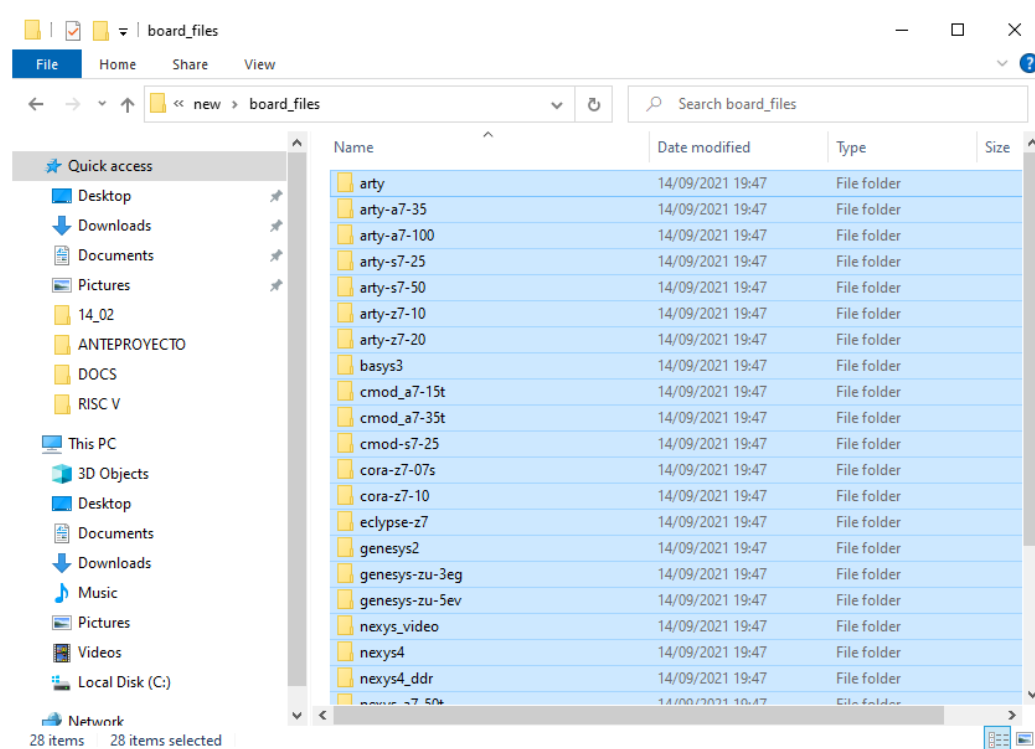 board_files
File Home Share View
« new › board_files
Search board_files
Name Date modified Type Size
Quick access
Desktop
Downloads
Documents
Pictures
14_02
ANTEPROYECTO
DOCS
RISC V
This PC
3D Objects
Desktop
Documents
Downloads
Music
Pictures
Videos
Local Disk (C:)
Network
arty 14/09/2021 19:47 File folder
arty-a7-35 14/09/2021 19:47 File folder
arty-a7-100 14/09/2021 19:47 File folder
arty-s7-25 14/09/2021 19:47 File folder
arty-s7-50 14/09/2021 19:47 File folder
arty-z7-10 14/09/2021 19:47 File folder
arty-z7-20 14/09/2021 19:47 File folder
basys3 14/09/2021 19:47 File folder
cmod_a7-15t 14/09/2021 19:47 File folder
cmod_a7-35t 14/09/2021 19:47 File folder
cmod-s7-25 14/09/2021 19:47 File folder
cora-z7-07s 14/09/2021 19:47 File folder
cora-z7-10 14/09/2021 19:47 File folder
eclypse-z7 14/09/2021 19:47 File folder
genesys2 14/09/2021 19:47 File folder
genesys-zu-3eg 14/09/2021 19:47 File folder
genesys-zu-5ev 14/09/2021 19:47 File folder
nexys_video 14/09/2021 19:47 File folder
nexys4 14/09/2021 19:47 File folder
nexys4_ddr 14/09/2021 19:47 File folder
nexys-a7-50t 14/09/2021 19:47 File folder
28 items 28 items selected